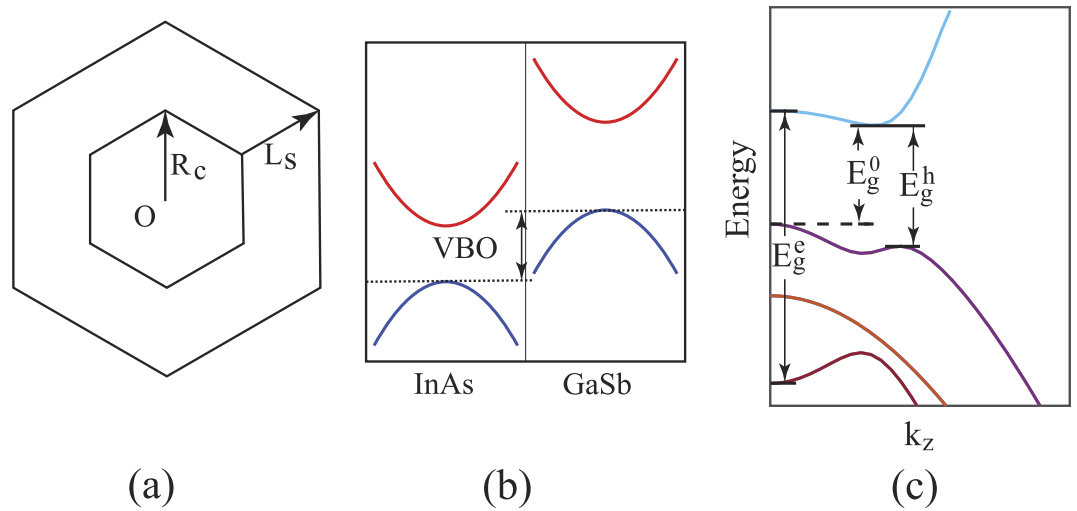 O
R_c
L_s
(a)
VBO
InAs
GaSb
(b)
Energy
E_g^e
E_g^0
E_g^h
k_z
(c)